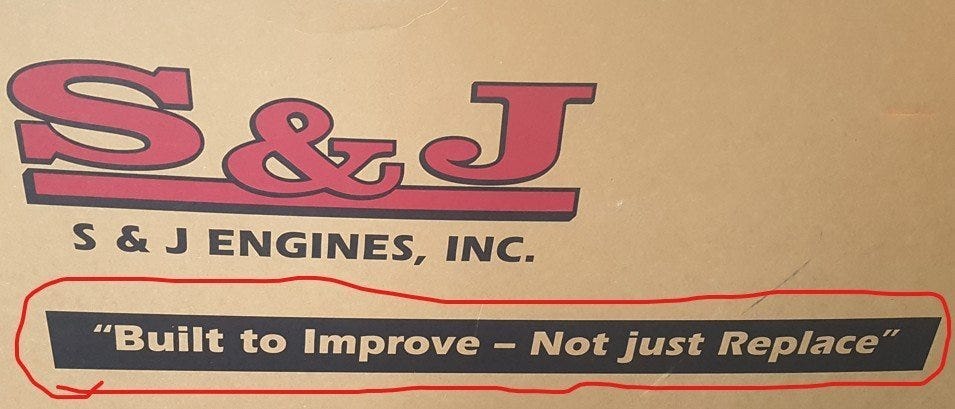 S & J
S & J ENGINES, INC.
“Built to Improve – Not just Replace”